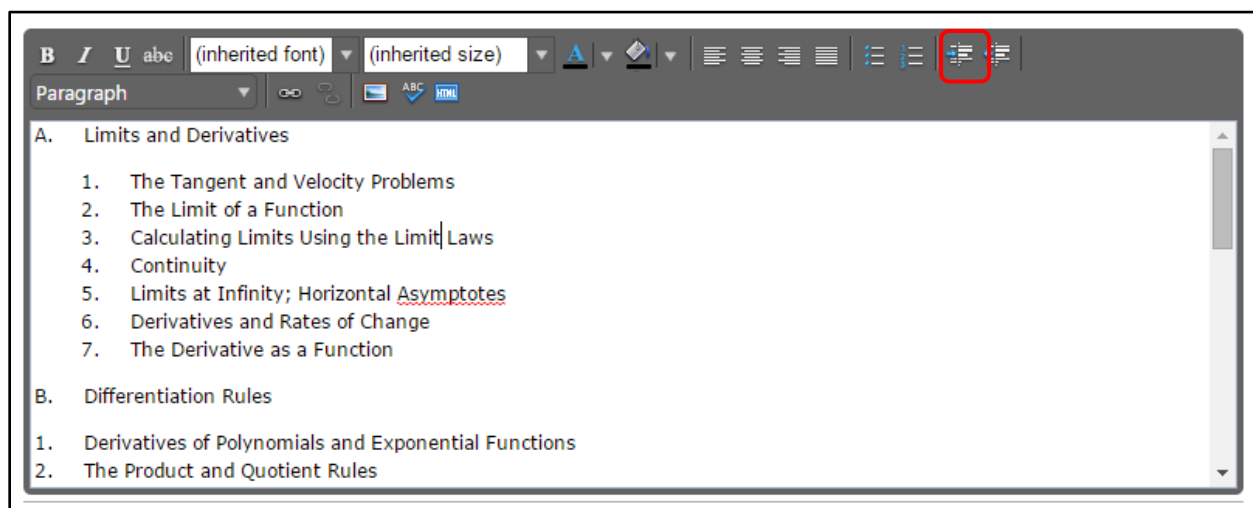 B I U abc (inherited font) (inherited size) A
Paragraph ABC HTML
A. Limits and Derivatives
1. The Tangent and Velocity Problems
2. The Limit of a Function
3. Calculating Limits Using the Limit Laws
4. Continuity
5. Limits at Infinity; Horizontal Asymptotes
6. Derivatives and Rates of Change
7. The Derivative as a Function
B. Differentiation Rules
1. Derivatives of Polynomials and Exponential Functions
2. The Product and Quotient Rules